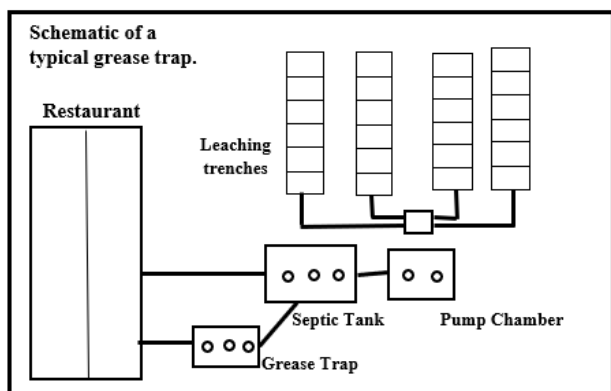 Schematic of a
typical grease trap.
Restaurant
Leaching
trenches
Septic Tank
Pump Chamber
Grease Trap